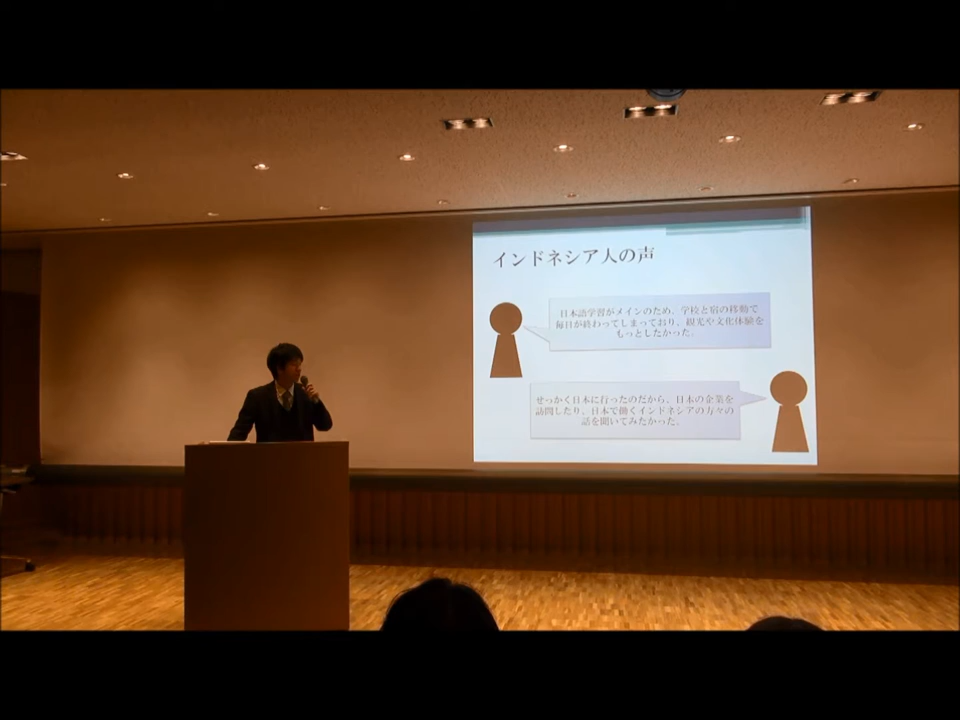 インドネシア人の声
日本語学習がメインのため、学校と宿の移動で
毎日が終わってしまっており、観光や文化体験を
もっとしたかった。
せっかく日本に行ったのだから、日本の企業を
訪問したり、日本で働くインドネシアの方々の
話を聞いてみたかった。